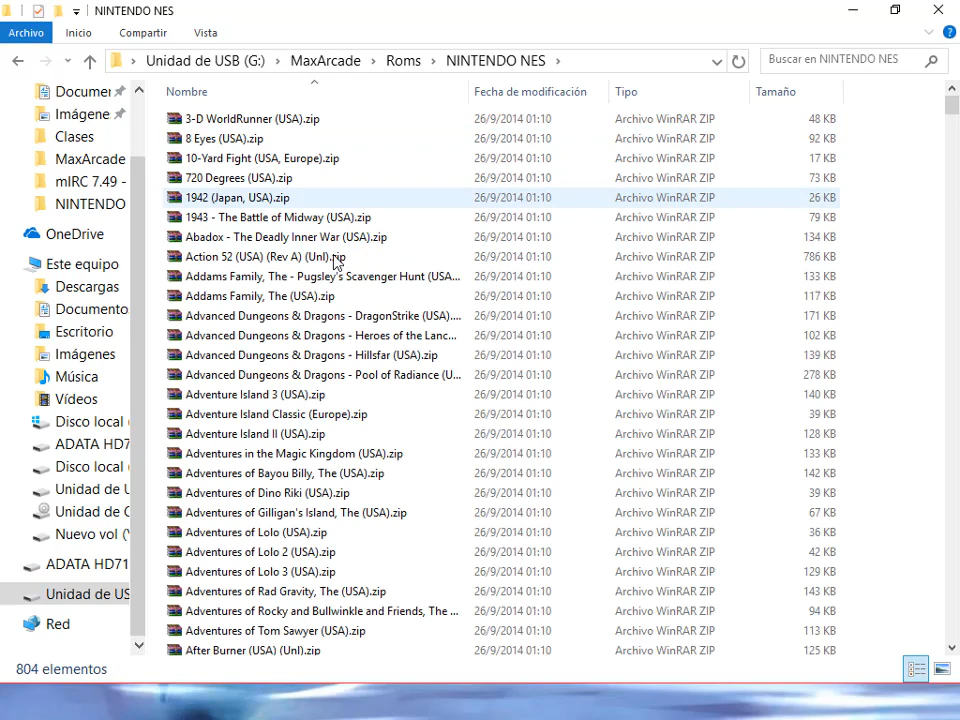 NINTENDO NES
Archivo Inicio Compartir Vista
Unidad de USB (G:) MaxArcade Roms NINTENDO NES Buscar en NINTENDO NES
Nombre Fecha de modificación Tipo Tamaño
3-D WorldRunner (USA).zip 26/9/2014 01:10 Archivo WinRAR ZIP 48 KB
8 Eyes (USA).zip 26/9/2014 01:10 Archivo WinRAR ZIP 92 KB
10-Yard Fight (USA, Europe).zip 26/9/2014 01:10 Archivo WinRAR ZIP 17 KB
720 Degrees (USA).zip 26/9/2014 01:10 Archivo WinRAR ZIP 73 KB
1942 (Japan, USA).zip 26/9/2014 01:10 Archivo WinRAR ZIP 26 KB
1943 - The Battle of Midway (USA).zip 26/9/2014 01:10 Archivo WinRAR ZIP 79 KB
Abadox - The Deadly Inner War (USA).zip 26/9/2014 01:10 Archivo WinRAR ZIP 134 KB
Action 52 (USA) (Rev A) (Unl).zip 26/9/2014 01:10 Archivo WinRAR ZIP 786 KB
Addams Family, The - Pugsley's Scavenger Hunt (USA... 26/9/2014 01:10 Archivo WinRAR ZIP 133 KB
Addams Family, The (USA).zip 26/9/2014 01:10 Archivo WinRAR ZIP 117 KB
Advanced Dungeons & Dragons - DragonStrike (USA).... 26/9/2014 01:10 Archivo WinRAR ZIP 171 KB
Advanced Dungeons & Dragons - Heroes of the Lanc... 26/9/2014 01:10 Archivo WinRAR ZIP 102 KB
Advanced Dungeons & Dragons - Hillsfar (USA).zip 26/9/2014 01:10 Archivo WinRAR ZIP 139 KB
Advanced Dungeons & Dragons - Pool of Radiance (U... 26/9/2014 01:10 Archivo WinRAR ZIP 278 KB
Adventure Island 3 (USA).zip 26/9/2014 01:10 Archivo WinRAR ZIP 140 KB
Adventure Island Classic (Europe).zip 26/9/2014 01:10 Archivo WinRAR ZIP 39 KB
Adventure Island II (USA).zip 26/9/2014 01:10 Archivo WinRAR ZIP 128 KB
Adventures in the Magic Kingdom (USA).zip 26/9/2014 01:10 Archivo WinRAR ZIP 133 KB
Adventures of Bayou Billy, The (USA).zip 26/9/2014 01:10 Archivo WinRAR ZIP 142 KB
Adventures of Dino Riki (USA).zip 26/9/2014 01:10 Archivo WinRAR ZIP 39 KB
Adventures of Gilligan's Island, The (USA).zip 26/9/2014 01:10 Archivo WinRAR ZIP 67 KB
Adventures of Lolo (USA).zip 26/9/2014 01:10 Archivo WinRAR ZIP 36 KB
Adventures of Lolo 2 (USA).zip 26/9/2014 01:10 Archivo WinRAR ZIP 42 KB
Adventures of Lolo 3 (USA).zip 26/9/2014 01:10 Archivo WinRAR ZIP 129 KB
Adventures of Rad Gravity, The (USA).zip 26/9/2014 01:10 Archivo WinRAR ZIP 143 KB
Adventures of Rocky and Bullwinkle and Friends, The ... 26/9/2014 01:10 Archivo WinRAR ZIP 94 KB
Adventures of Tom Sawyer (USA).zip 26/9/2014 01:10 Archivo WinRAR ZIP 113 KB
After Burner (USA) (Unl).zip 26/9/2014 01:10 Archivo WinRAR ZIP 125 KB
Documer
Imágene
Clases
MaxArcade
mIRC 7.49 -
NINTENDO
OneDrive
Este equipo
Descargas
Documento
Escritorio
Imágenes
Música
Vídeos
Disco local (
ADATA HD7
Disco local (
Unidad de U
Unidad de C
Nuevo vol (
ADATA HD71
Unidad de US
Red
804 elementos